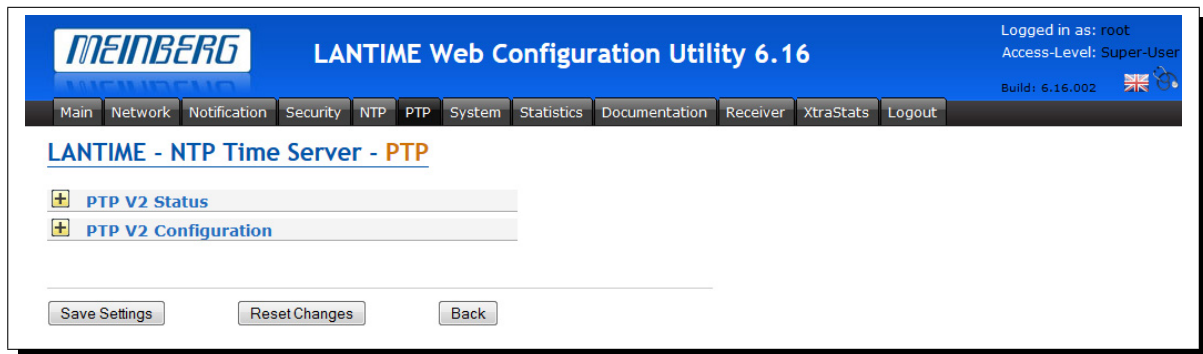 MEINBERG
LANTIME Web Configuration Utility 6.16
Logged in as: root
Access-Level: Super-User
Build: 6.16.002
Main Network Notification Security NTP PTP System Statistics Documentation Receiver XtraStats Logout
LANTIME - NTP Time Server - PTP
PTP V2 Status
PTP V2 Configuration
Save Settings Reset Changes Back